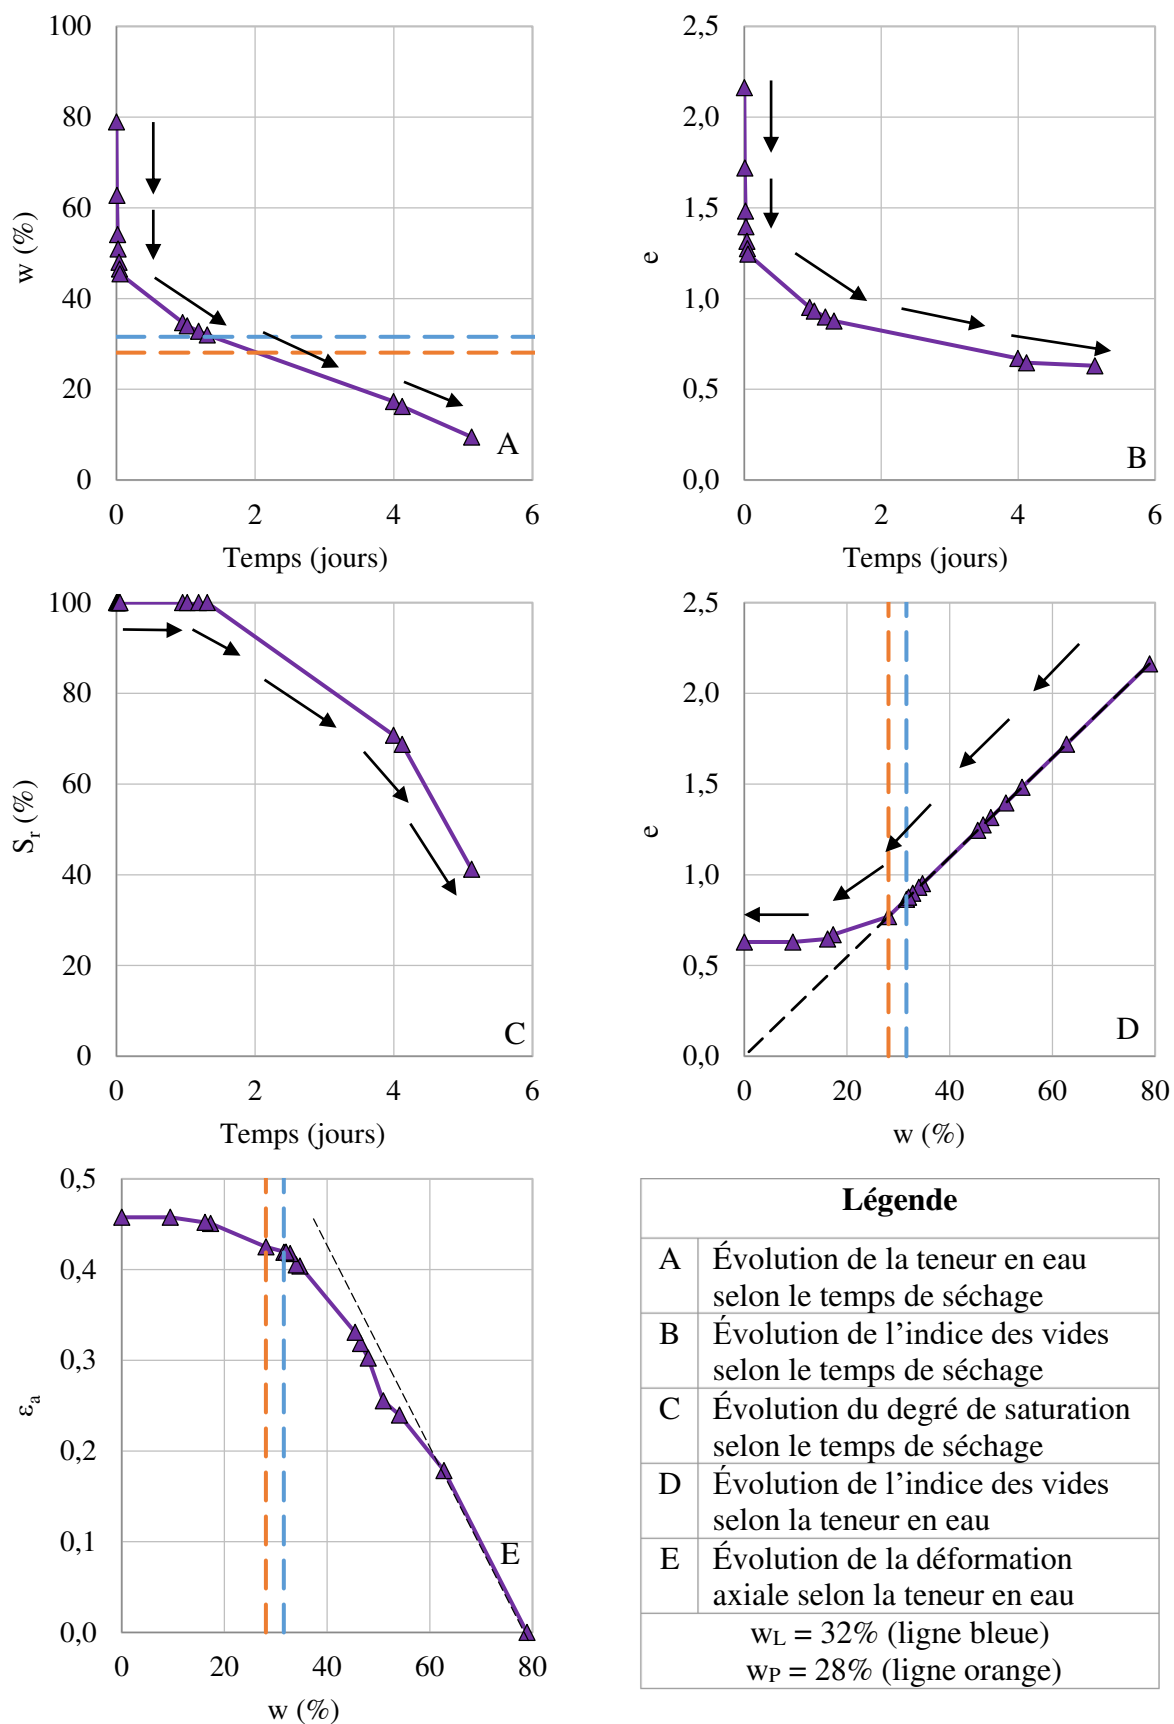 100
80
60
40
20
0
w (%)
0 2 4 6
Temps (jours)
A
2,5
2,0
1,5
1,0
0,5
0,0
e
0 2 4 6
Temps (jours)
B
100
80
60
40
20
0
Sr (%)
0 2 4 6
Temps (jours)
C
2,5
2,0
1,5
1,0
0,5
0,0
e
0 20 40 60 80
w (%)
D
0,5
0,4
0,3
0,2
0,1
0,0
εa
0 20 40 60 80
w (%)
E
Légende
A Évolution de la teneur en eau
selon le temps de séchage
B Évolution de l’indice des vides
selon le temps de séchage
C Évolution du degré de saturation
selon le temps de séchage
D Évolution de l’indice des vides
selon la teneur en eau
E Évolution de la déformation
axiale selon la teneur en eau
wL = 32% (ligne bleue)
wP = 28% (ligne orange)